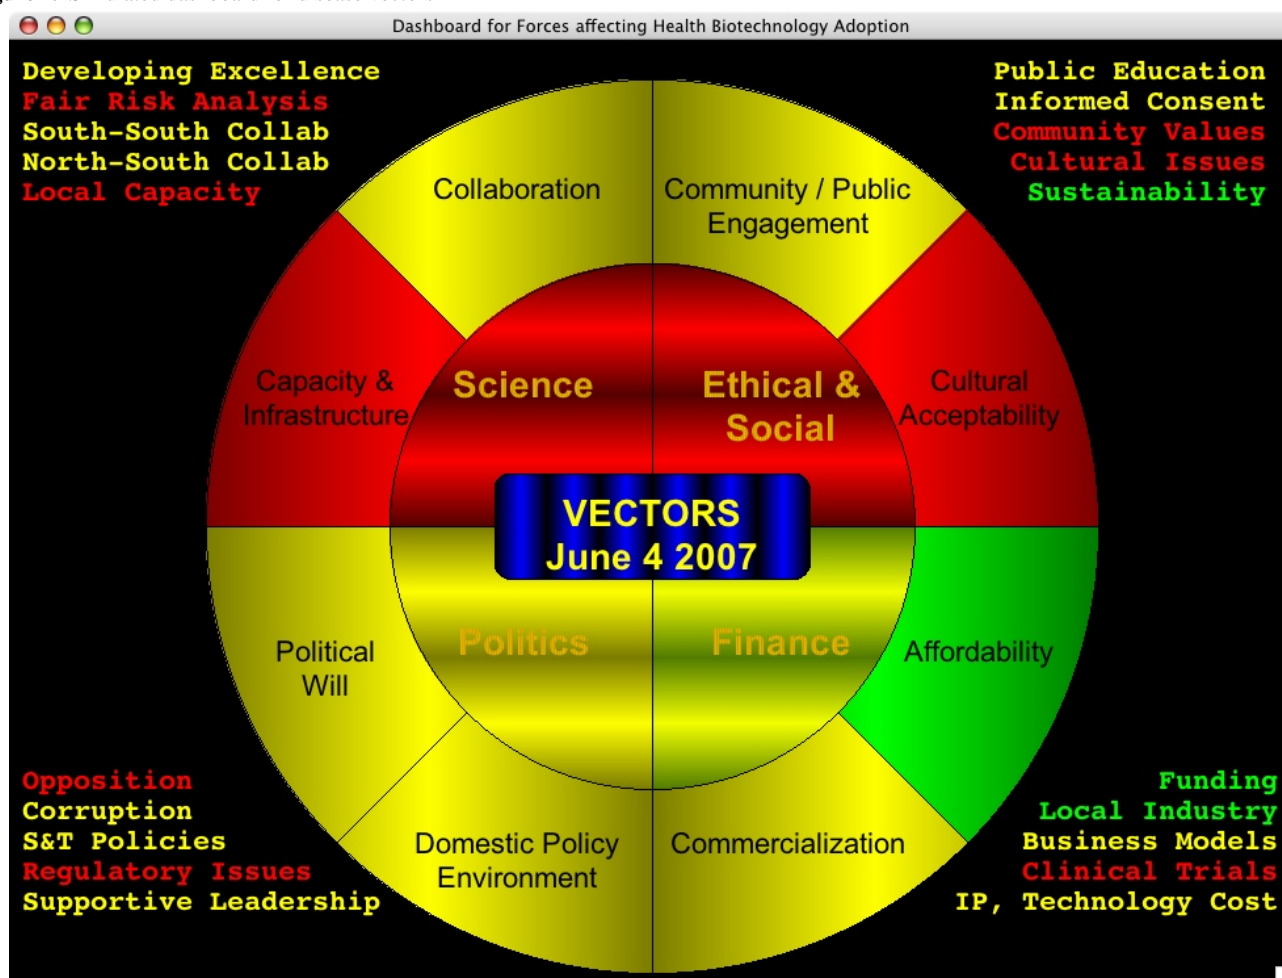 Dashboard for Forces affecting Health Biotechnology Adoption
Developing Excellence
Fair Risk Analysis
South-South Collab
North-South Collab
Local Capacity
Public Education
Informed Consent
Community Values
Cultural Issues
Sustainability
Collaboration
Community / Public
Engagement
Capacity &
Infrastructure
Science
Ethical &
Social
Cultural
Acceptability
VECTORS
June 4 2007
Political
Will
Politics
Finance
Affordability
Domestic Policy
Environment
Commercialization
Opposition
Corruption
S&T Policies
Regulatory Issues
Supportive Leadership
Funding
Local Industry
Business Models
Clinical Trials
IP, Technology Cost